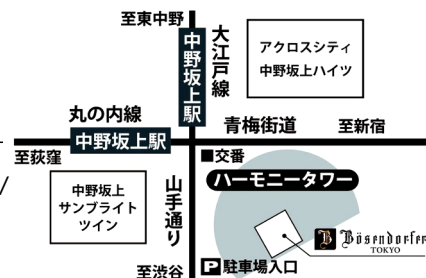 至東中野
中野坂上駅
大江戸線
アクロスシティ
中野坂上ハイツ
丸の内線
中野坂上駅
青梅街道
至新宿
至荻窪
■交番
ハーモニータワー
中野坂上
サンブライト
ツイン
山手通り
B Bösendorfer
TOKYO
P駐車場入口
至渋谷